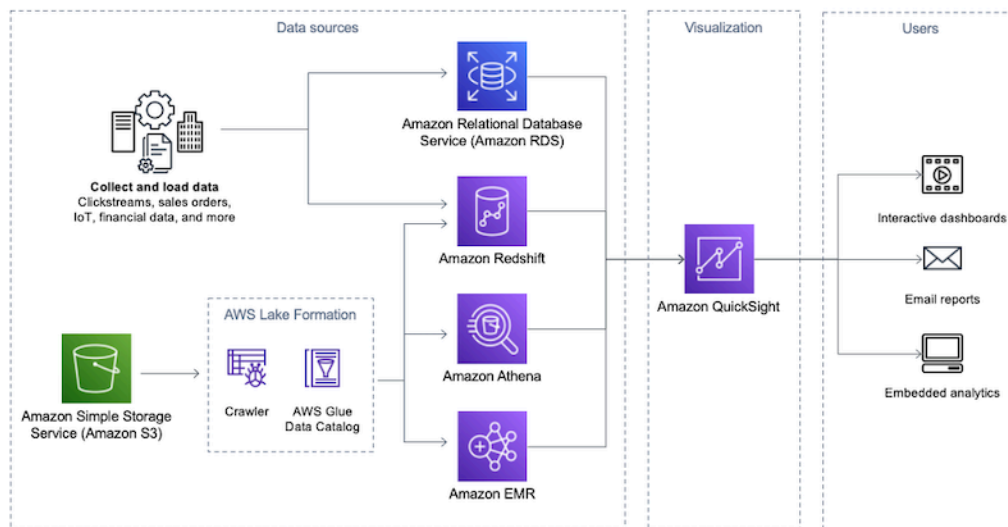 Data sources
Visualization
Users
Amazon Relational Database
Service (Amazon RDS)
Collect and load data
Clickstreams, sales orders,
IoT, financial data, and more
Interactive dashboards
Amazon Redshift
Amazon QuickSight
Email reports
AWS Lake Formation
Amazon Athena
Embedded analytics
Crawler
AWS Glue
Data Catalog
Amazon Simple Storage
Service (Amazon S3)
Amazon EMR